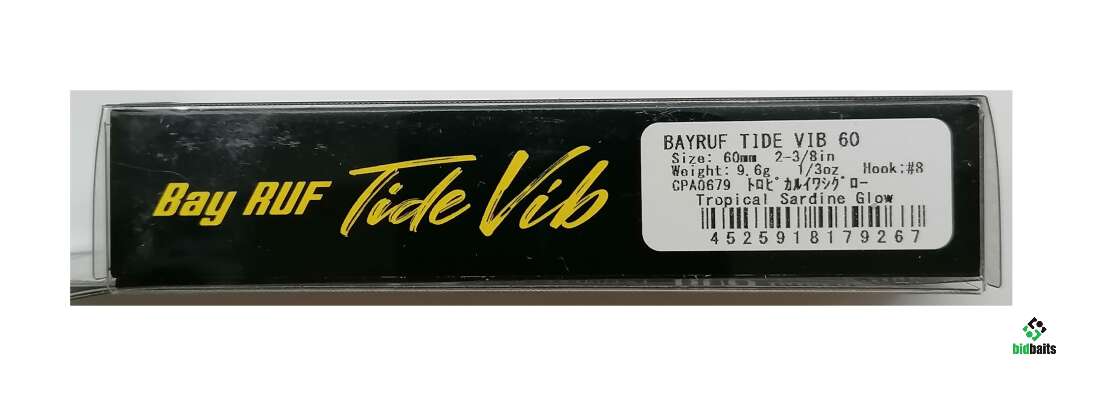 Bay RUF Tide Vib
BAYRUF TIDE VIB 60
Size: 60mm 2-3/8in
Weight: 9.6g 1/3oz Hook:#8
CPA0679 ﾄﾛﾋﾟｶﾙｲﾜｼｸﾞﾛｰ
Tropical Sardine Glow
4525918179267
bidbaits